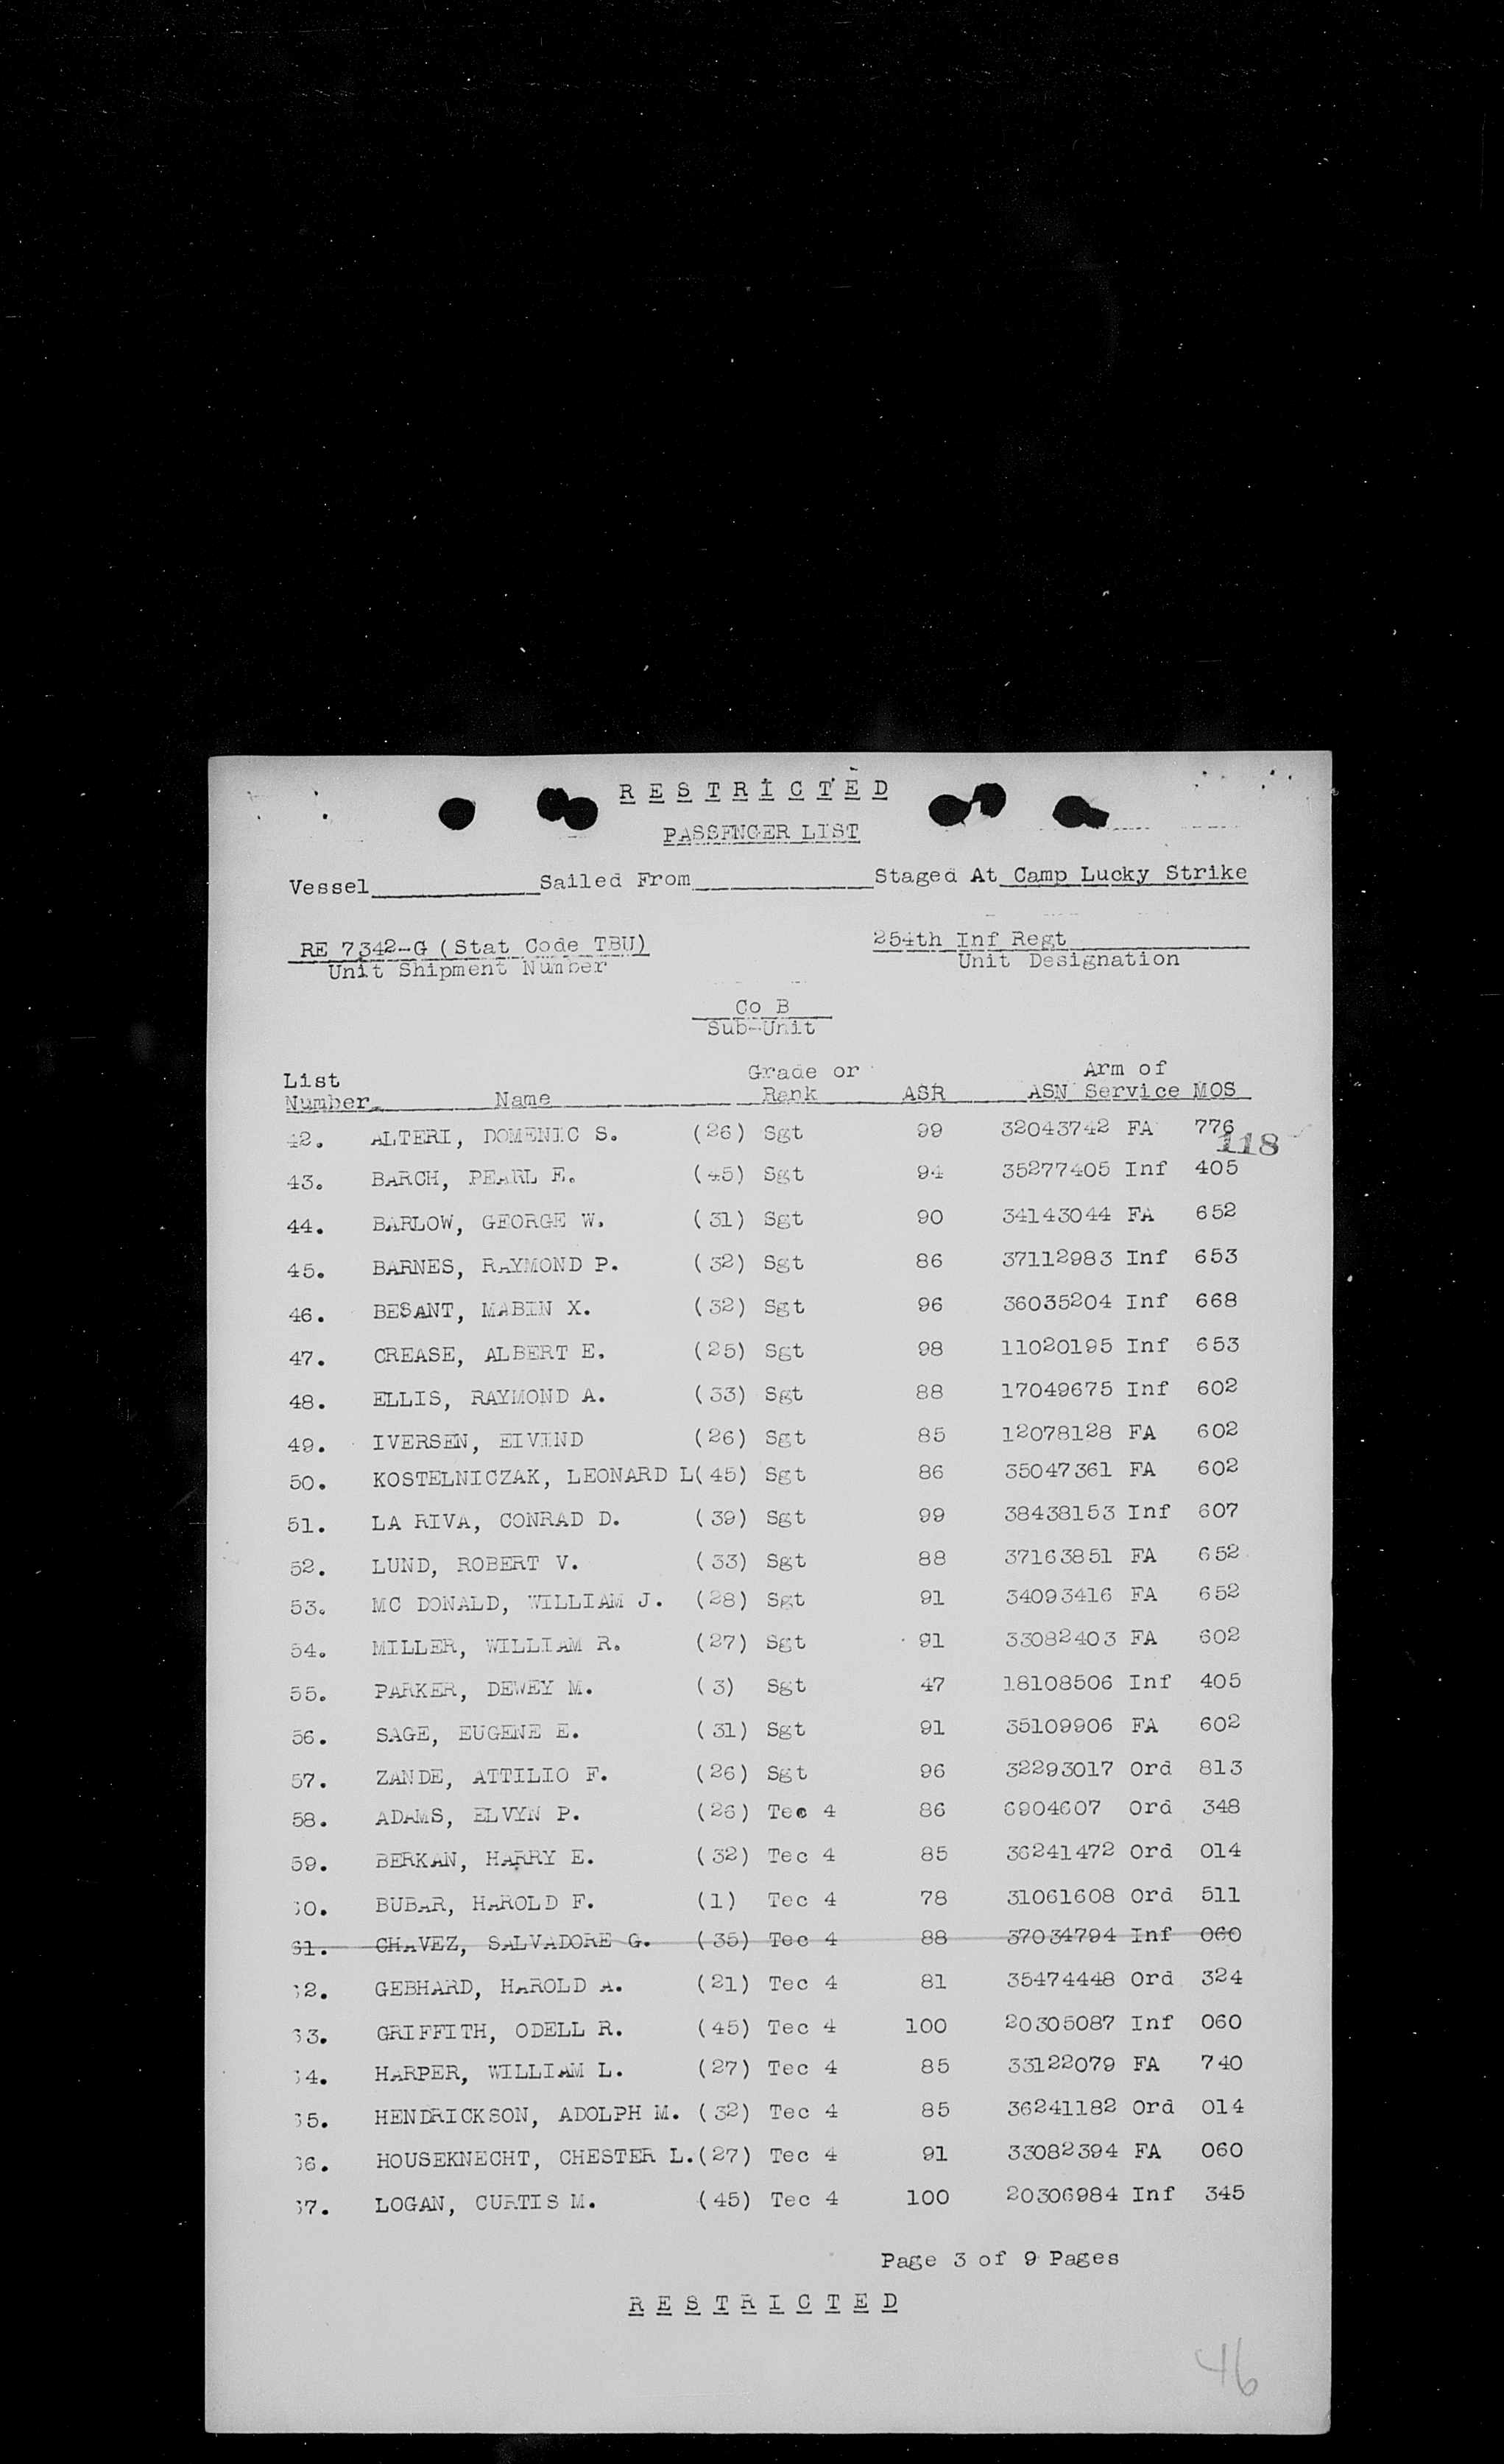 RESTRICTED
PASSENGER LIST
Vessel____________Sailed From_____________Staged At Camp Lucky Strike
RE 7342-G (Stat Code TBU) 254th Inf Regt
Unit Shipment Number Unit Designation
Co B
Sub-Unit
List Grade or Arm of
Number Name Rank ASR ASN Service MOS
42. ALTERI, DOMENIC S. (26) Sgt 99 32043742 FA 776
118
43. BARCH, PEARL E. (45) Sgt 94 35277405 Inf 405
44. BARLOW, GEORGE W. (31) Sgt 90 34143044 FA 652
45. BARNES, RAYMOND P. (32) Sgt 86 37112983 Inf 653
46. BESANT, MABIN X. (32) Sgt 96 36035204 Inf 668
47. CREASE, ALBERT E. (25) Sgt 98 11020195 Inf 653
48. ELLIS, RAYMOND A. (33) Sgt 88 17049675 Inf 602
49. IVERSEN, EIVIND (26) Sgt 85 12078128 FA 602
50. KOSTELNICZAK, LEONARD L(45) Sgt 86 35047361 FA 602
51. LA RIVA, CONRAD D. (39) Sgt 99 38438153 Inf 607
52. LUND, ROBERT V. (33) Sgt 88 37163851 FA 652
53. MC DONALD, WILLIAM J. (28) Sgt 91 34093416 FA 652
54. MILLER, WILLIAM R. (27) Sgt 91 33082403 FA 602
55. PARKER, DEWEY M. (3) Sgt 47 18108506 Inf 405
56. SAGE, EUGENE E. (31) Sgt 91 35109906 FA 602
57. ZANDE, ATTILIO F. (26) Sgt 96 32293017 Ord 813
58. ADAMS, ELVYN P. (26) Tec 4 86 6904607 Ord 348
59. BERKAN, HARRY E. (32) Tec 4 85 36241472 Ord 014
60. BUBAR, HAROLD F. (1) Tec 4 78 31061608 Ord 511
61. CHAVEZ, SALVADORE G. (35) Tec 4 88 37034794 Inf 060
62. GEBHARD, HAROLD A. (21) Tec 4 81 35474448 Ord 324
63. GRIFFITH, ODELL R. (45) Tec 4 100 20305087 Inf 060
64. HARPER, WILLIAM L. (27) Tec 4 85 33122079 FA 740
65. HENDRICKSON, ADOLPH M. (32) Tec 4 85 36241182 Ord 014
66. HOUSEKNECHT, CHESTER L.(27) Tec 4 91 33082394 FA 060
67. LOGAN, CURTIS M. (45) Tec 4 100 20306984 Inf 345
Page 3 of 9 Pages
RESTRICTED
46